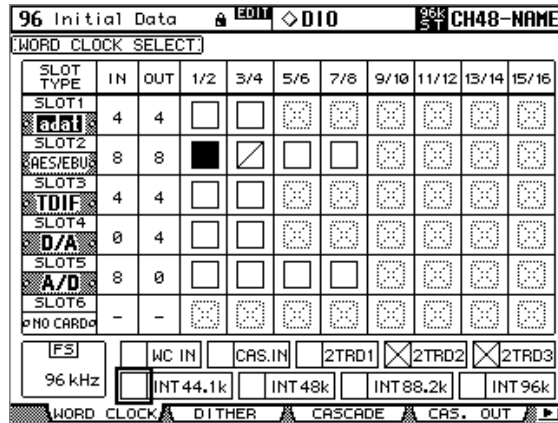 96 Initial Data EDIT DIO 96k ST CH48-NAME
WORD CLOCK SELECT
SLOT TYPE IN OUT 1/2 3/4 5/6 7/8 9/10 11/12 13/14 15/16
SLOT1
adat 4 4
SLOT2
AES/EBU 8 8
SLOT3
TDIF 4 4
SLOT4
D/A 0 4
SLOT5
A/D 8 0
SLOT6
NO CARD - -
FS WC IN CAS.IN 2TRD1 2TRD2 2TRD3
96 kHz INT44.1k INT48k INT88.2k INT96k
WORD CLOCK DITHER CASCADE CAS. OUT